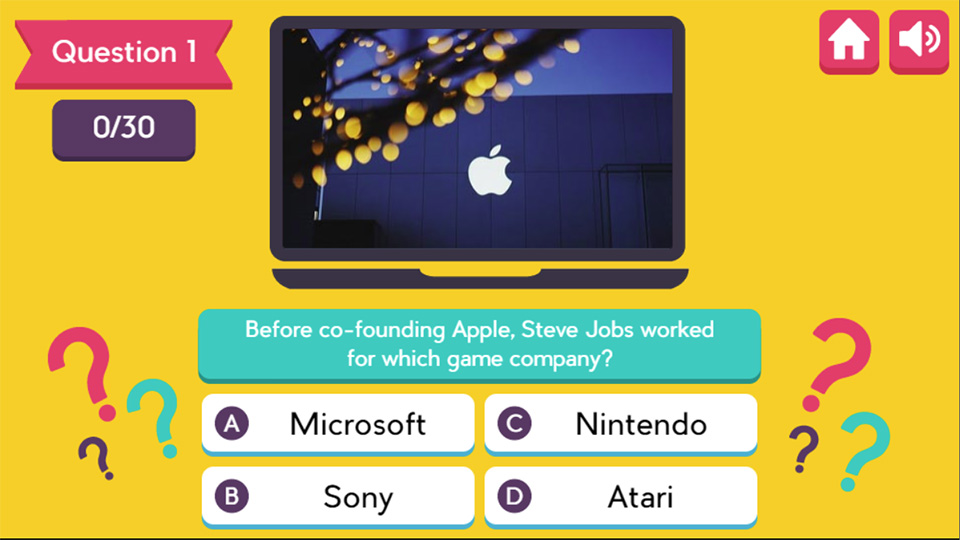 Question 1
0/30
Before co-founding Apple, Steve Jobs worked
for which game company?
A Microsoft
C Nintendo
B Sony
D Atari